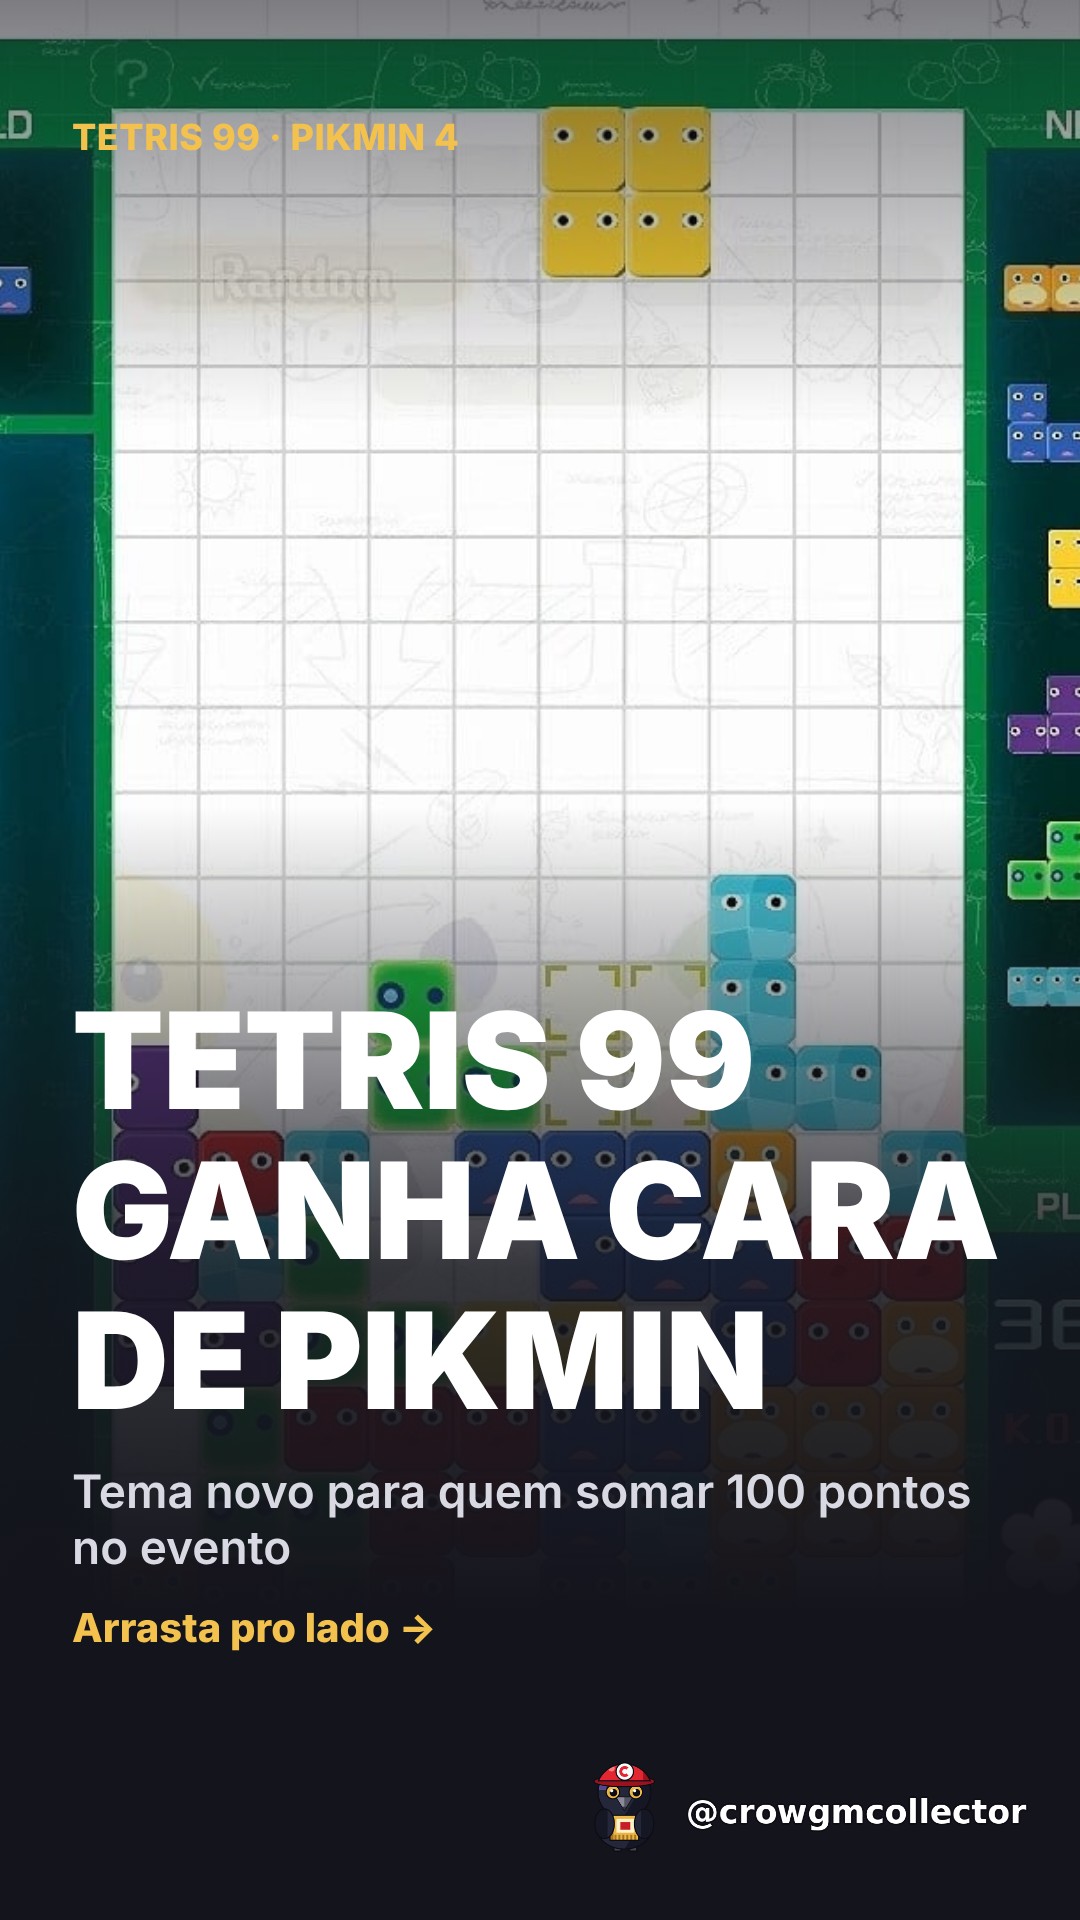 TETRIS 99 · PIKMIN 4
Random
TETRIS 99
GANHA CARA
DE PIKMIN
Tema novo para quem somar 100 pontos
no evento
Arrasta pro lado →
@crowgmcollector